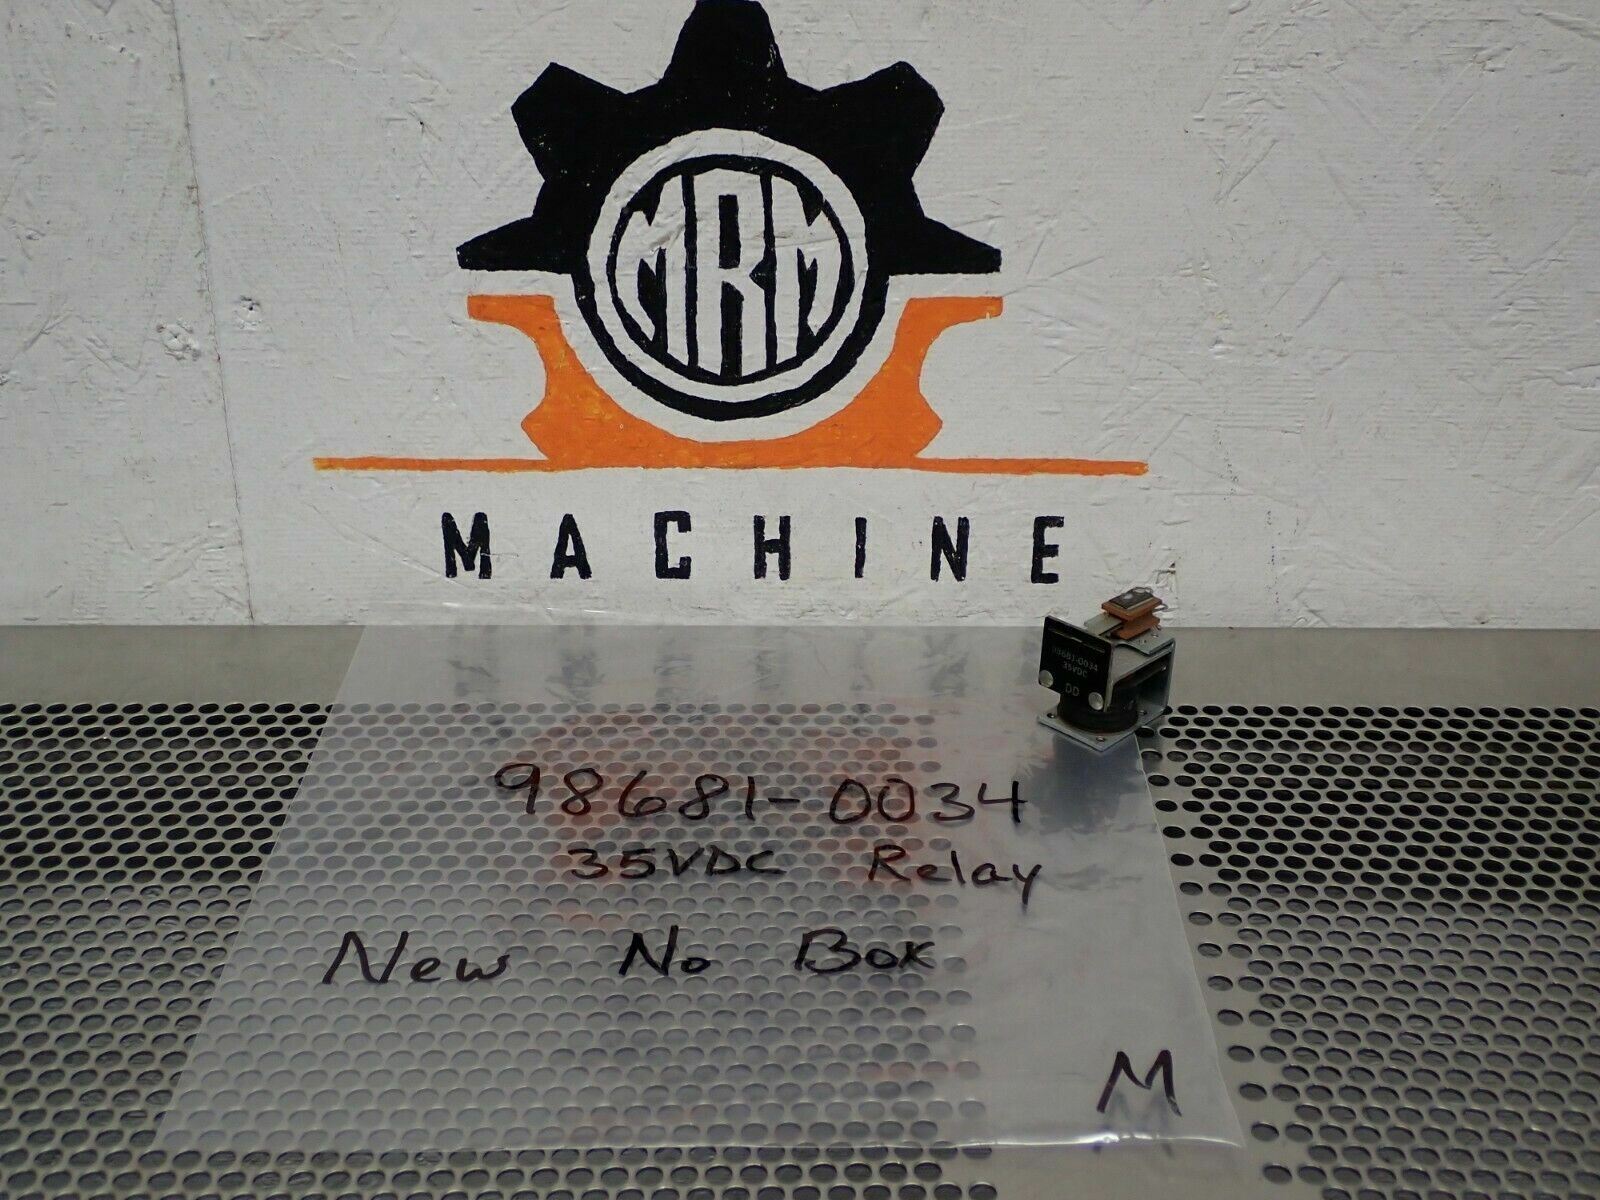 MRM
MACHINE
98681-0034
35VDC
DD
98681-0034
35VDC Relay
New No Box
M